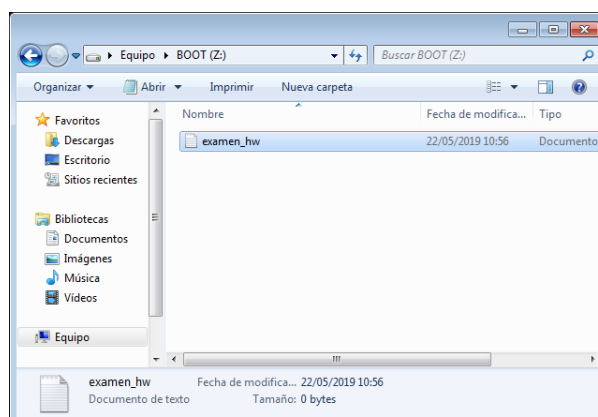 Equipo ▸ BOOT (Z:)
Buscar BOOT (Z:)
Organizar
Abrir
Imprimir
Nueva carpeta
Favoritos
Descargas
Escritorio
Sitios recientes
Bibliotecas
Documentos
Imágenes
Música
Vídeos
Equipo
Nombre
Fecha de modifica...
Tipo
examen_hw
22/05/2019 10:56
Documento
examen_hw
Fecha de modifica... 22/05/2019 10:56
Documento de texto
Tamaño: 0 bytes